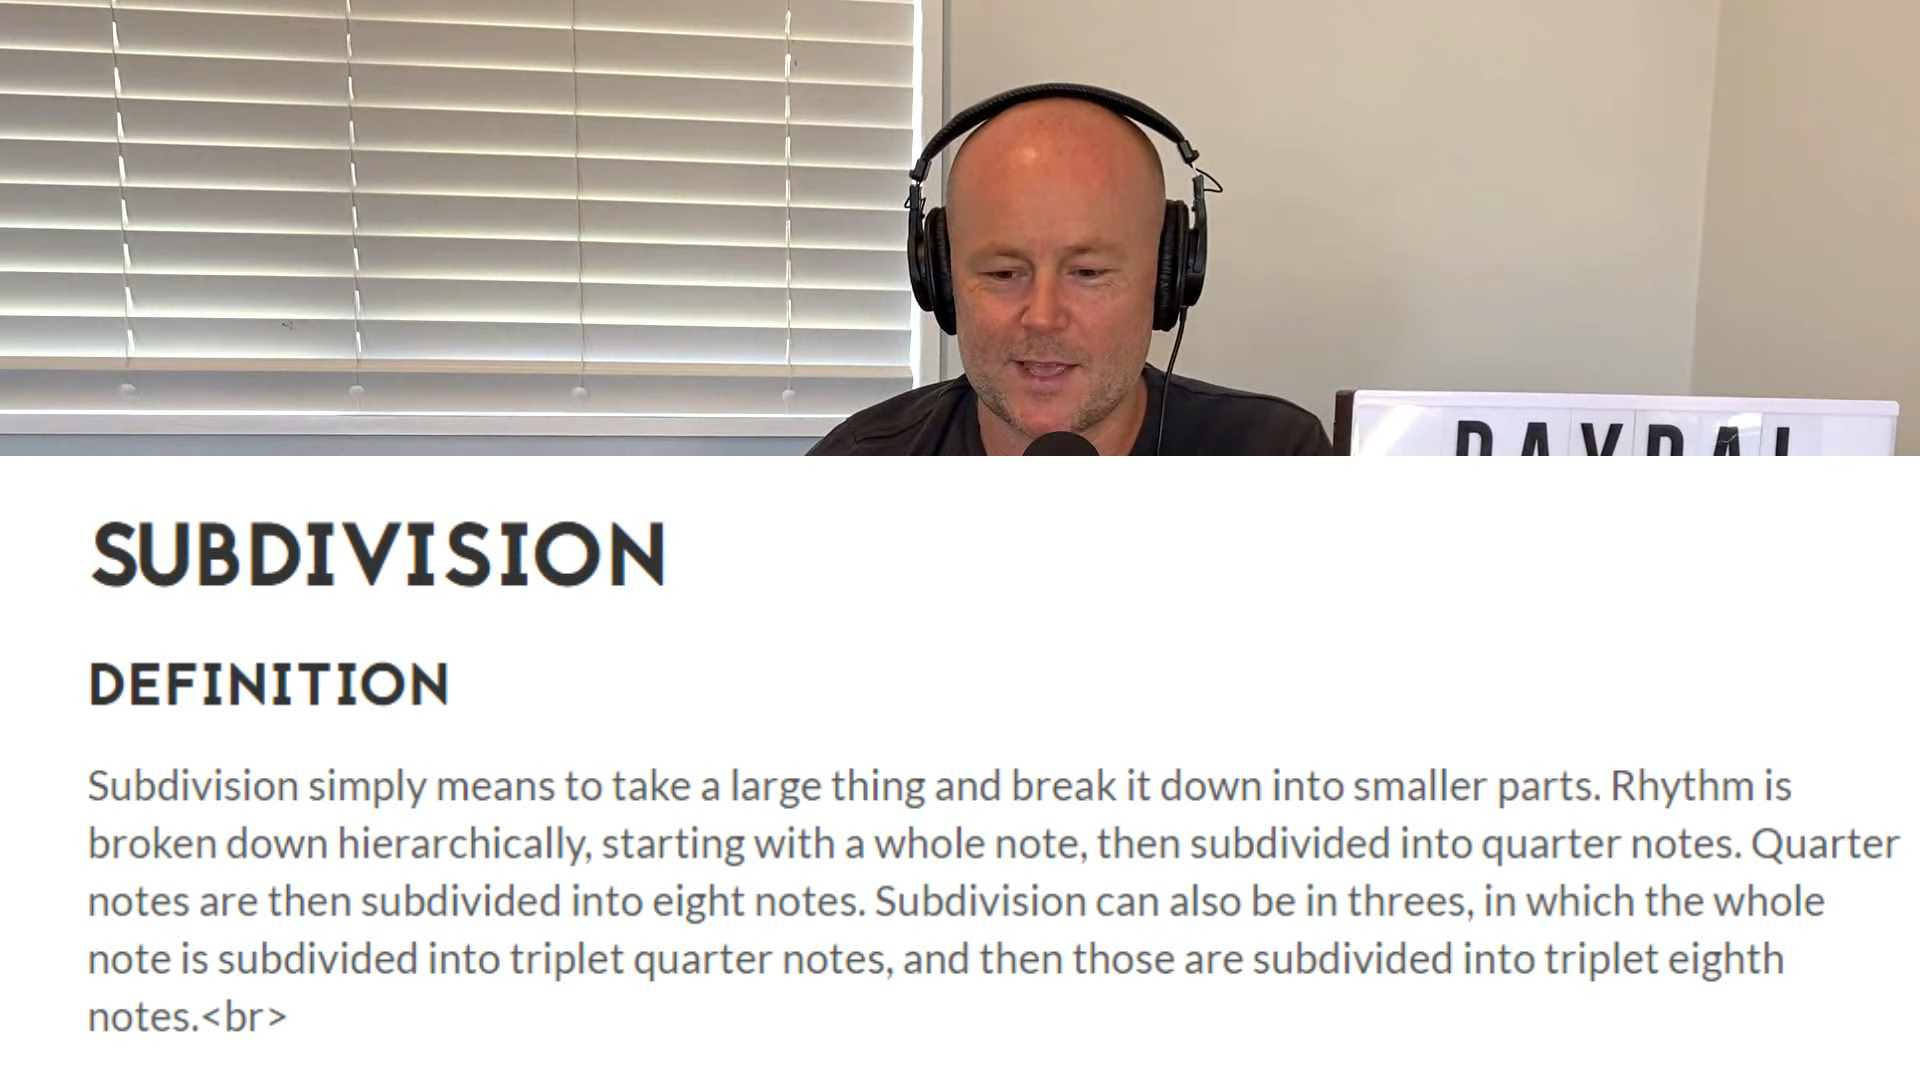 SUBDIVISION
DEFINITION
Subdivision simply means to take a large thing and break it down into smaller parts. Rhythm is
broken down hierarchically, starting with a whole note, then subdivided into quarter notes. Quarter
notes are then subdivided into eight notes. Subdivision can also be in threes, in which the whole
note is subdivided into triplet quarter notes, and then those are subdivided into triplet eighth
notes.<br>